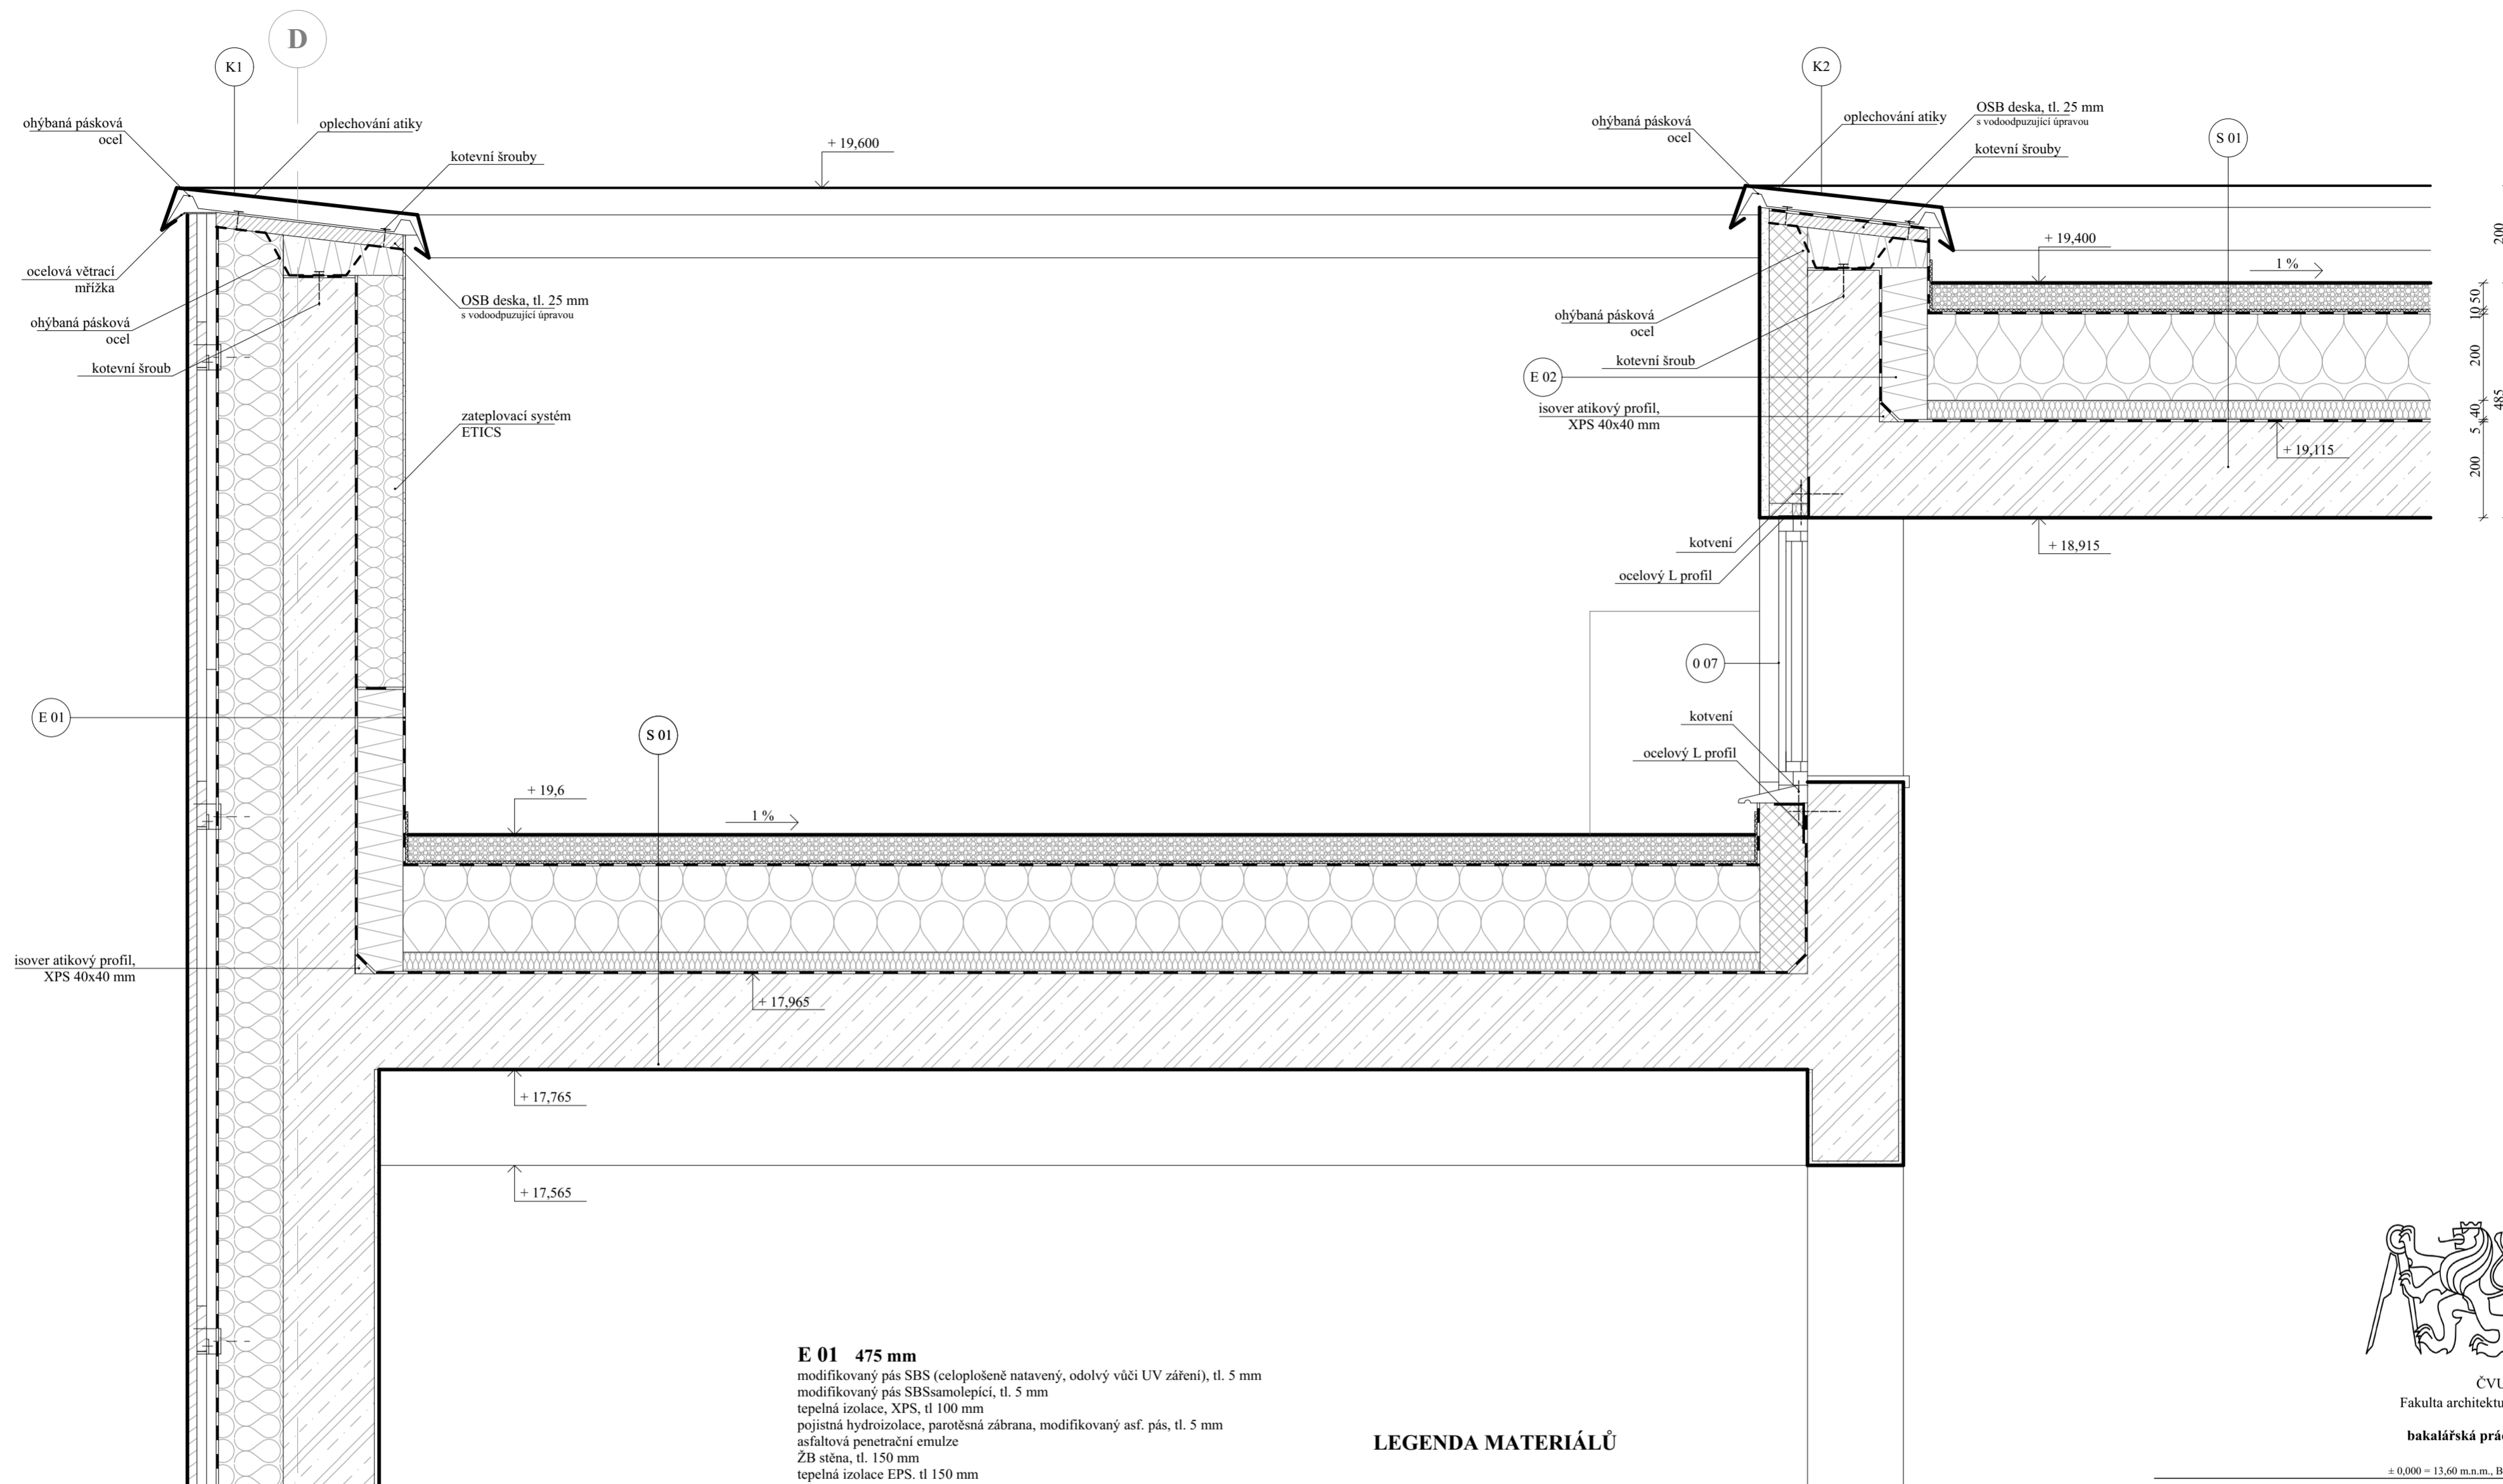 D
K1
K2
ohýbaná pásková
ocel
oplechování atiky
kotevní šrouby
+ 19,600
ohýbaná pásková
ocel
oplechování atiky
OSB deska, tl. 25 mm
s vodoodpuzující úpravou
kotevní šrouby
S 01
ocelová větrací
mřížka
OSB deska, tl. 25 mm
s vodoodpuzující úpravou
ohýbaná pásková
ocel
kotevní šroub
zateplovací systém
ETICS
ohýbaná pásková
ocel
kotevní šroub
E 02
isover atikový profil,
XPS 40x40 mm
+ 19,400
1 %
+ 19,115
200
50
10
200
40
5
200
485
kotvení
ocelový L profil
+ 18,915
0 07
kotvení
ocelový L profil
E 01
S 01
+ 19,6
1 %
isover atikový profil,
XPS 40x40 mm
+ 17,965
+ 17,765
+ 17,565
E 01 475 mm
modifikovaný pás SBS (celoplošeně natavený, odolvý vůči UV záření), tl. 5 mm
modifikovaný pás SBSsamolepící, tl. 5 mm
tepelná izolace, XPS, tl 100 mm
pojistná hydroizolace, parotěsná zábrana, modifikovaný asf. pás, tl. 5 mm
asfaltová penetrační emulze
ŽB stěna, tl. 150 mm
tepelná izolace EPS. tl 150 mm
LEGENDA MATERIÁLŮ
ČVU
Fakulta architektu
bakalářská prá
± 0,000 = 13,60 m.n.m., B